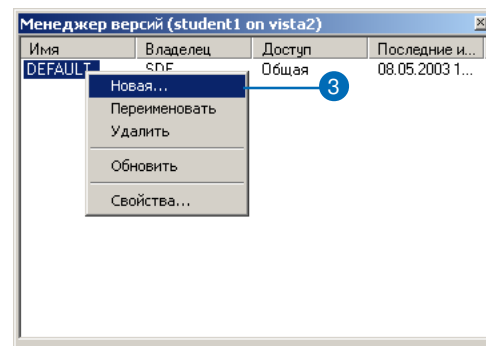 Менеджер версий (student1 on vista2)
Имя Владелец Доступ Последние и...
DEFAULT SDE Общая 08.05.2003 1...
Новая... 3
Переименовать
Удалить
Обновить
Свойства...